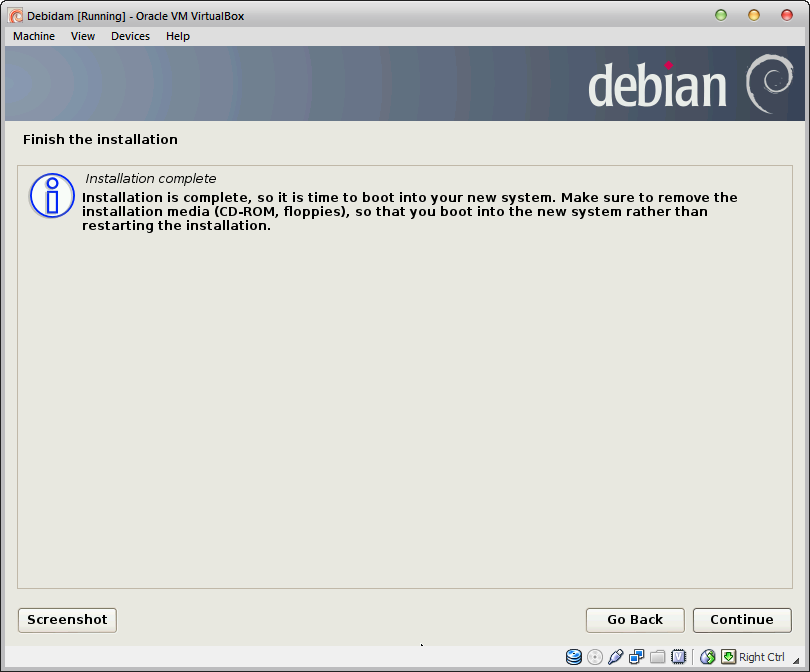 Debidam [Running] - Oracle VM VirtualBox
Machine View Devices Help
debian
Finish the installation
Installation complete
Installation is complete, so it is time to boot into your new system. Make sure to remove the
installation media (CD-ROM, floppies), so that you boot into the new system rather than
restarting the installation.
Screenshot Go Back Continue
Right Ctrl